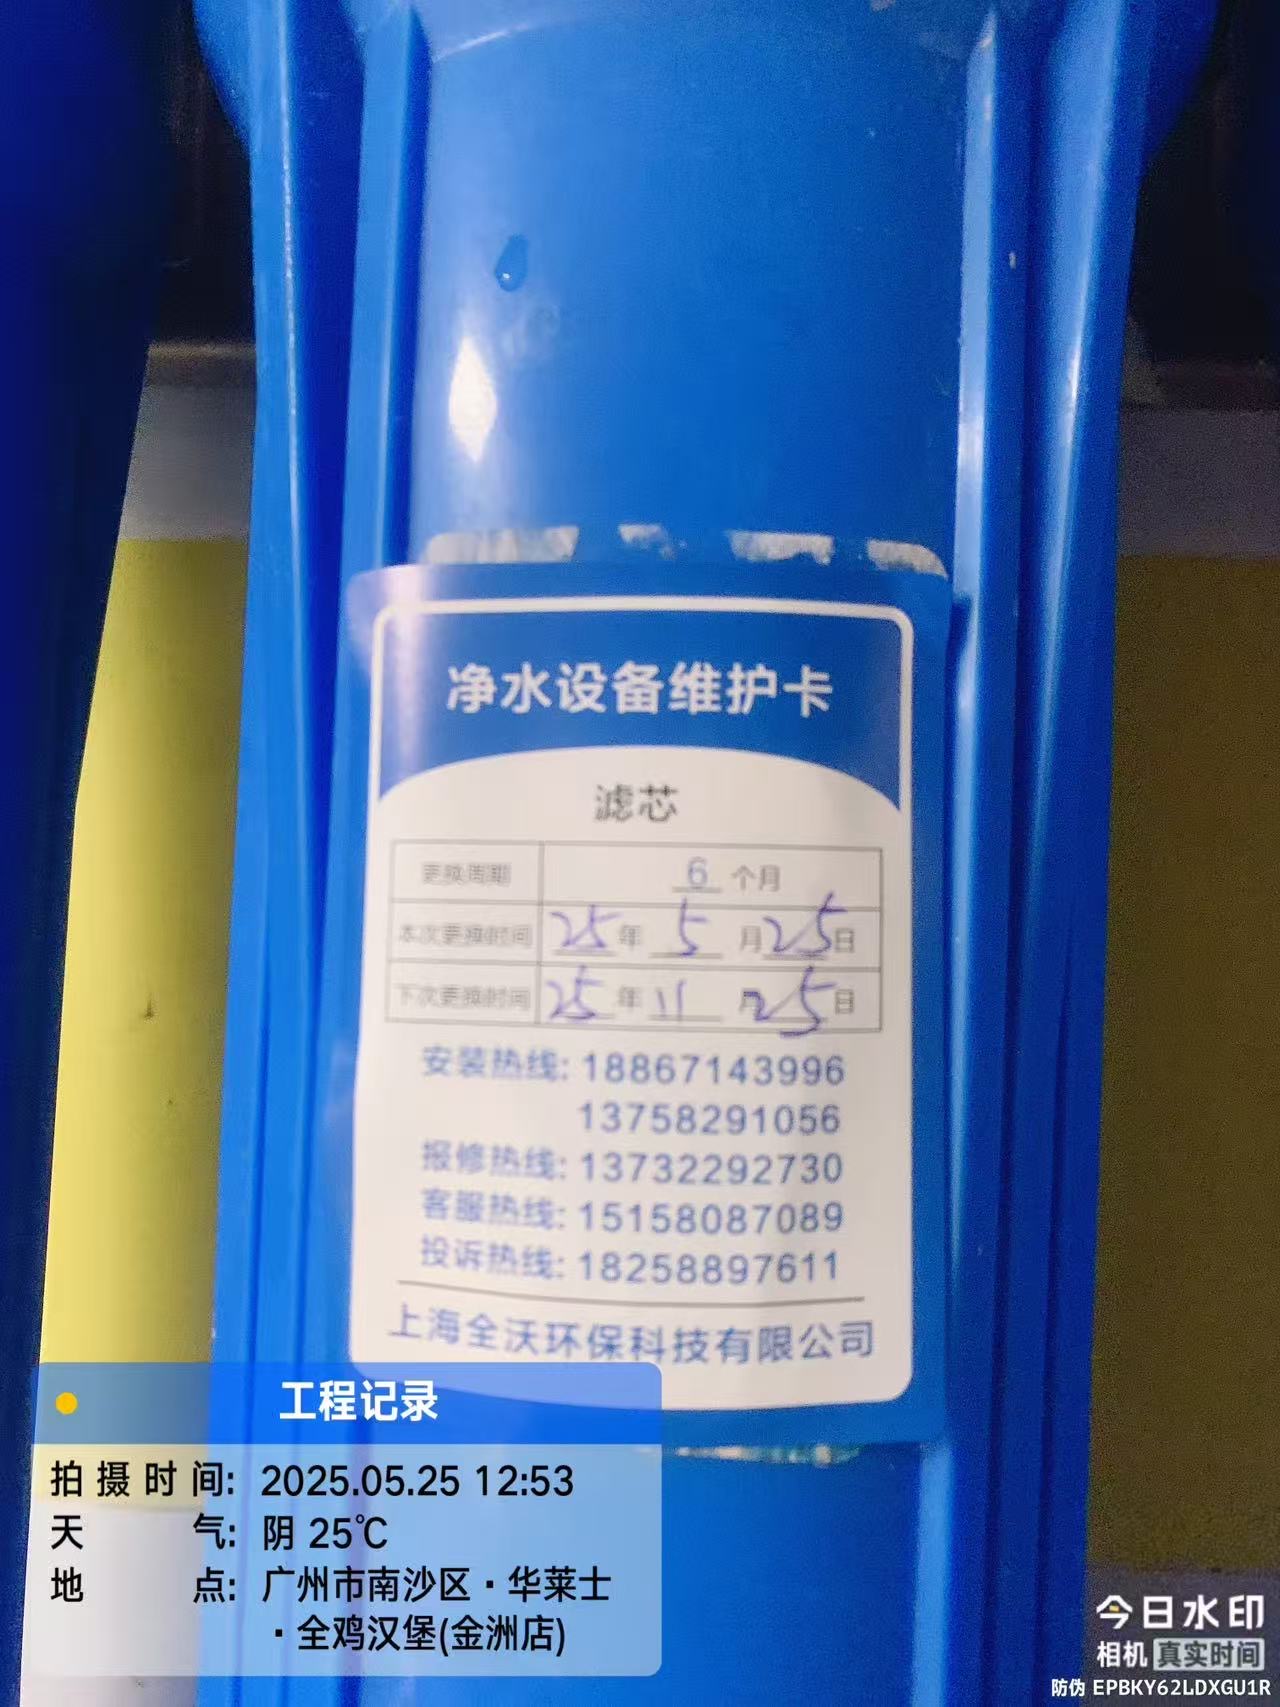 净水设备维护卡
滤芯
更换周期 6 个月
本次更换时间 25 年 5 月 25 日
下次更换时间 25 年 11 月 25 日
安装热线: 18867143996
13758291056
报修热线: 13732292730
客服热线: 15158087089
投诉热线: 18258897611
上海全沃环保科技有限公司
工程记录
拍摄时间: 2025.05.25 12:53
天气: 阴 25℃
地点: 广州市南沙区·华莱士
·全鸡汉堡(金洲店)
今日水印
相机 真实时间
防伪 EPBKY62LDXGU1R